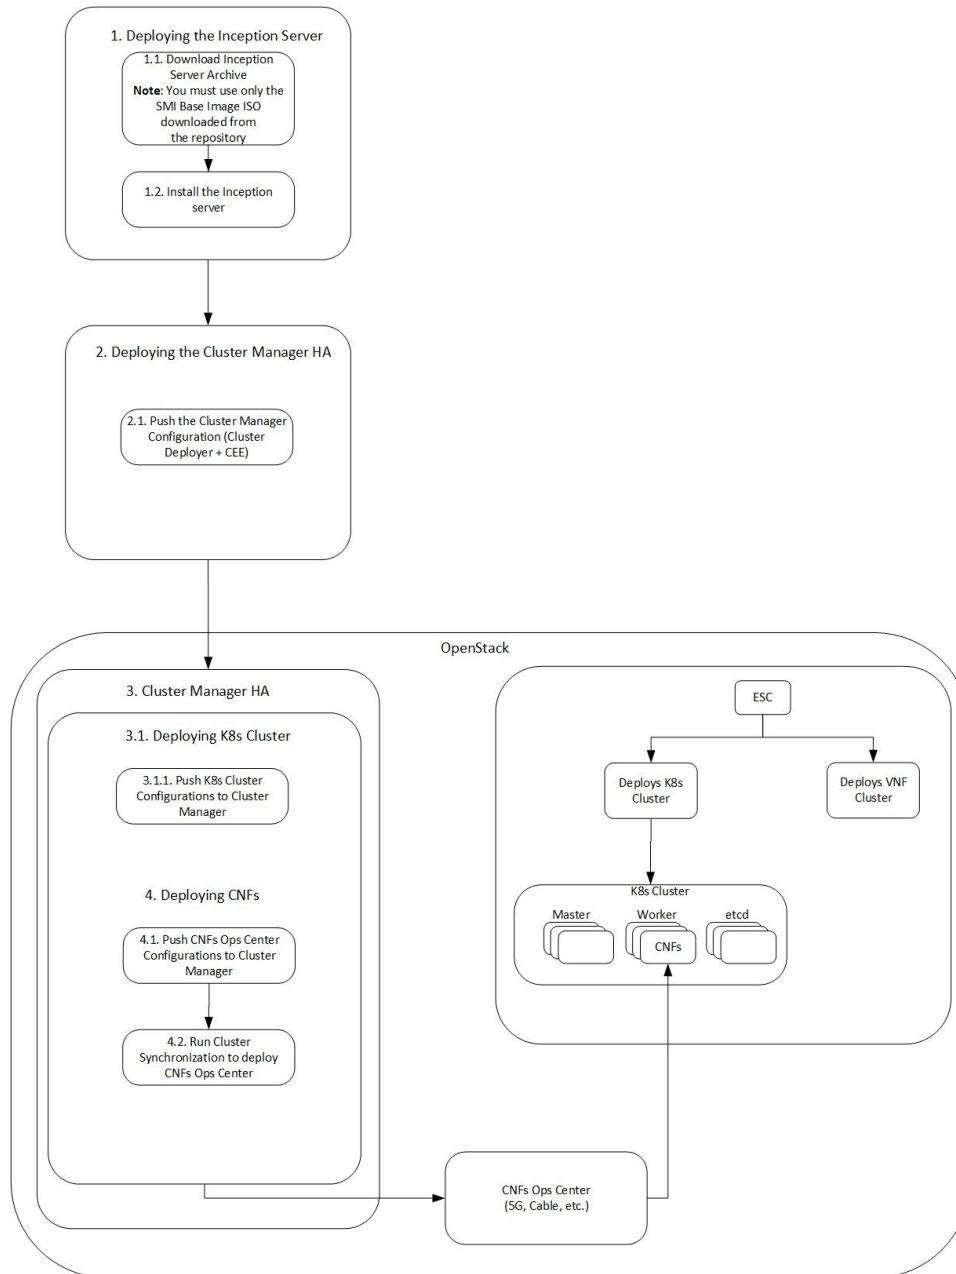 1. Deploying the Inception Server
1.1. Download Inception
Server Archive
Note: You must use only the
SMI Base Image ISO
downloaded from
the repository
1.2. Install the Inception
server
2. Deploying the Cluster Manager HA
2.1. Push the Cluster Manager
Configuration (Cluster
Deployer + CEE)
OpenStack
3. Cluster Manager HA
3.1. Deploying K8s Cluster
3.1.1. Push K8s Cluster
Configurations to Cluster
Manager
4. Deploying CNFs
4.1. Push CNFs Ops Center
Configurations to Cluster
Manager
4.2. Run Cluster
Synchronization to deploy
CNFs Ops Center
ESC
Deploys K8s
Cluster
Deploys VNF
Cluster
K8s Cluster
Master
Worker
etcd
CNFs
CNFs Ops Center
(5G, Cable, etc.)